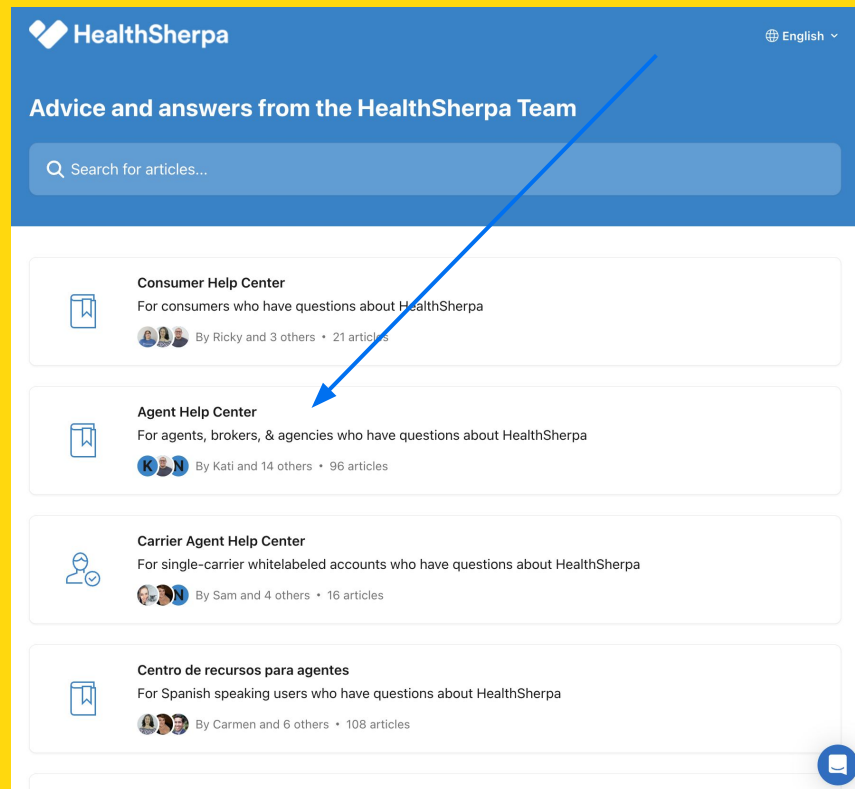 HealthSherpa
English
Advice and answers from the HealthSherpa Team
Search for articles...
Consumer Help Center
For consumers who have questions about HealthSherpa
By Ricky and 3 others • 21 articles
Agent Help Center
For agents, brokers, & agencies who have questions about HealthSherpa
K N By Kati and 14 others • 96 articles
Carrier Agent Help Center
For single-carrier whitelabeled accounts who have questions about HealthSherpa
N By Sam and 4 others • 16 articles
Centro de recursos para agentes
For Spanish speaking users who have questions about HealthSherpa
By Carmen and 6 others • 108 articles